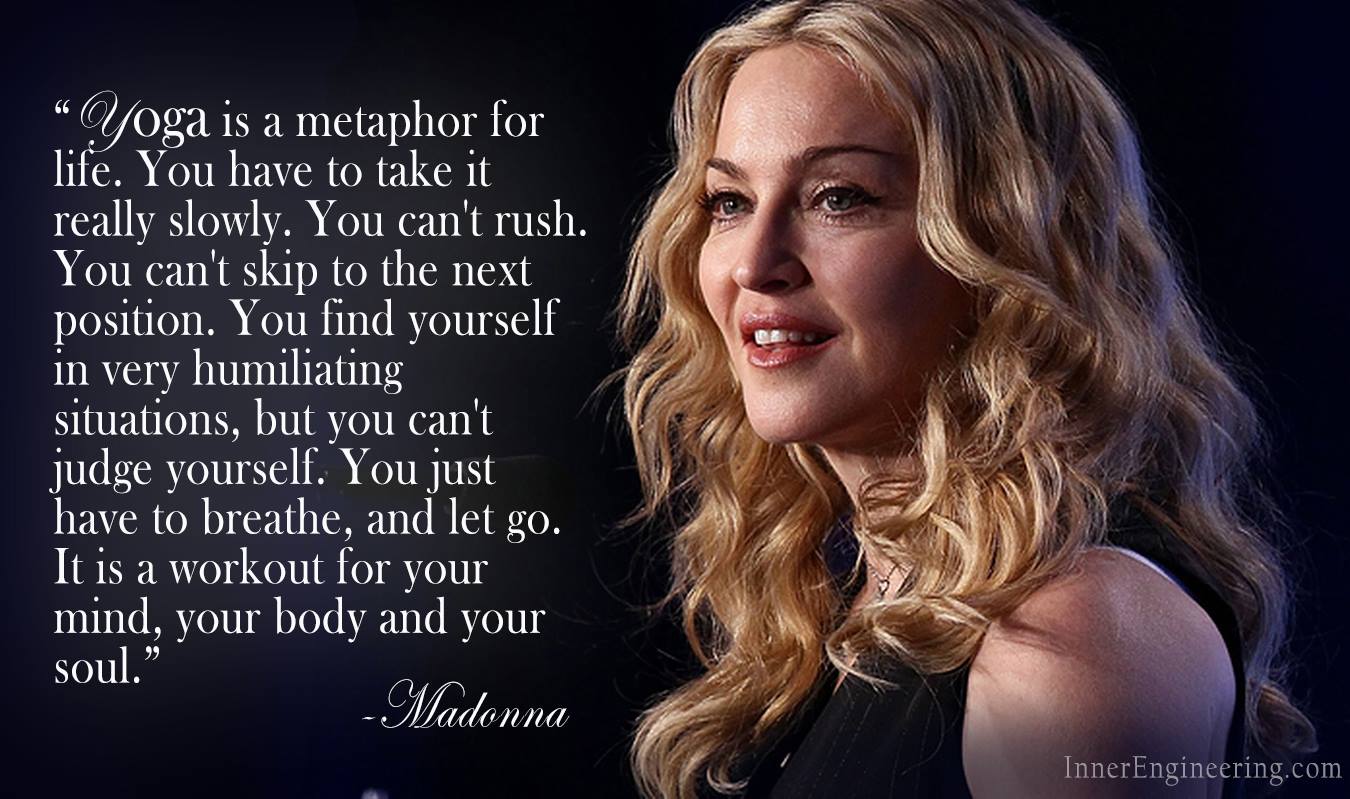 “ Yoga is a metaphor for
life. You have to take it
really slowly. You can't rush.
You can't skip to the next
position. You find yourself
in very humiliating
situations, but you can't
judge yourself. You just
have to breathe, and let go.
It is a workout for your
mind, your body and your
soul.”
-Madonna
InnerEngineering.com